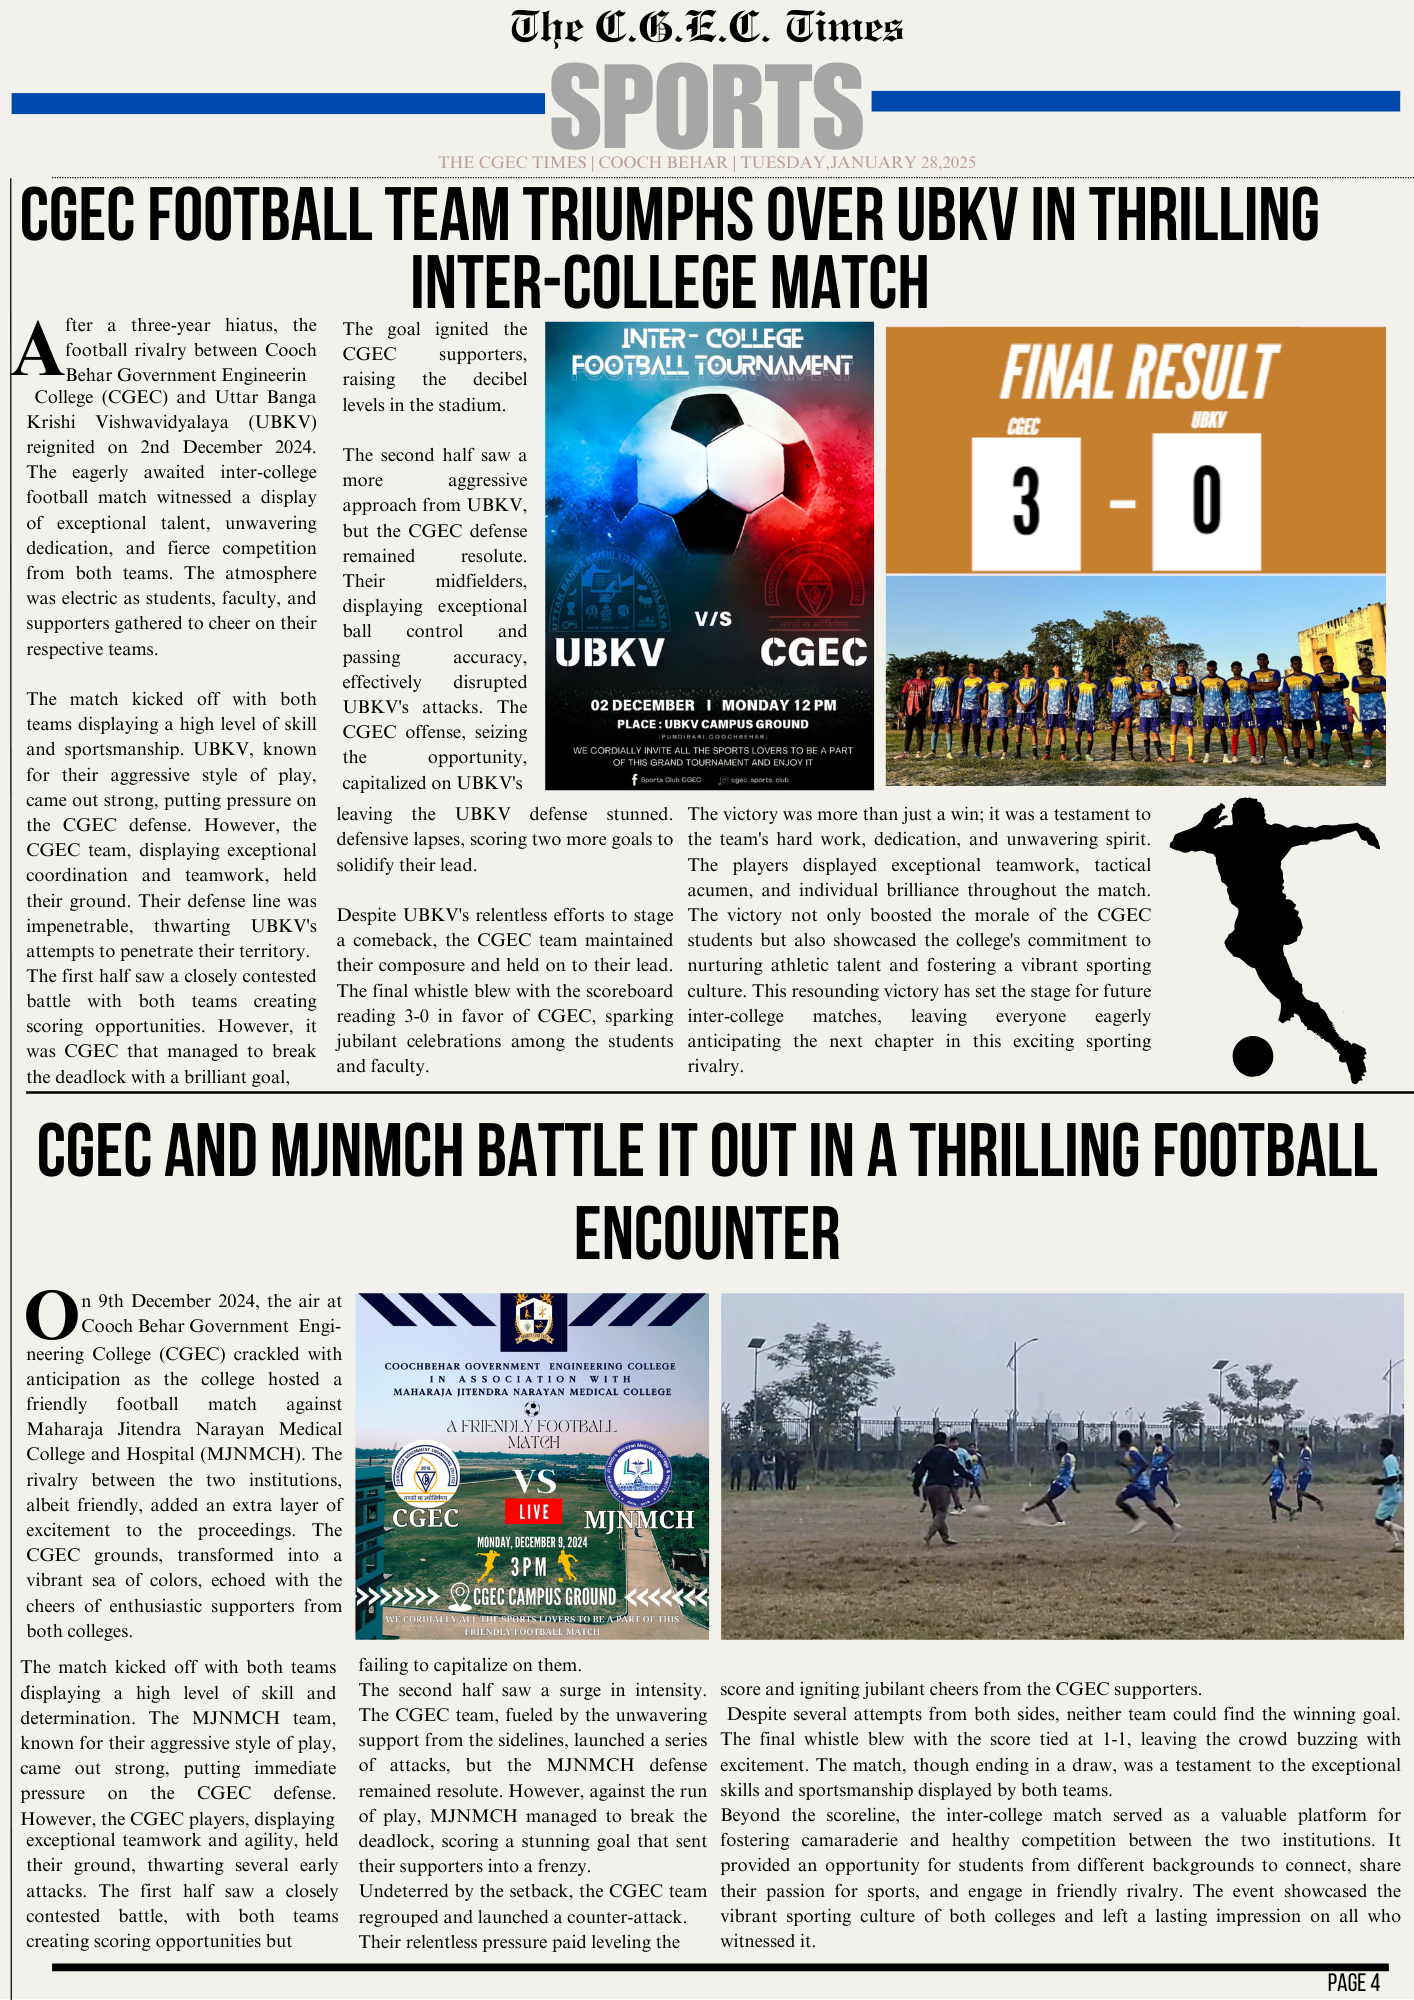 The C.G.E.C. Times
SPORTS
THE CGEC TIMES | COOCH BEHAR | TUESDAY,JANUARY 28,2025
CGEC FOOTBALL TEAM TRIUMPHS OVER UBKV IN THRILLING
INTER-COLLEGE MATCH
After a three-year hiatus, the
football rivalry between Cooch
Behar Government Engineerin
College (CGEC) and Uttar Banga
Krishi Vishwavidyalaya (UBKV)
reignited on 2nd December 2024.
The eagerly awaited inter-college
football match witnessed a display
of exceptional talent, unwavering
dedication, and fierce competition
from both teams. The atmosphere
was electric as students, faculty, and
supporters gathered to cheer on their
respective teams.
The match kicked off with both
teams displaying a high level of skill
and sportsmanship. UBKV, known
for their aggressive style of play,
came out strong, putting pressure on
the CGEC defense. However, the
CGEC team, displaying exceptional
coordination and teamwork, held
their ground. Their defense line was
impenetrable, thwarting UBKV's
attempts to penetrate their territory.
The first half saw a closely contested
battle with both teams creating
scoring opportunities. However, it
was CGEC that managed to break
the deadlock with a brilliant goal,
The goal ignited the
CGEC supporters,
raising the decibel
levels in the stadium.
The second half saw a
more aggressive
approach from UBKV,
but the CGEC defense
remained resolute.
Their midfielders,
displaying exceptional
ball control and
passing accuracy,
effectively disrupted
UBKV's attacks. The
CGEC offense, seizing
the opportunity,
capitalized on UBKV's
leaving the UBKV defense stunned.
defensive lapses, scoring two more goals to
solidify their lead.
Despite UBKV's relentless efforts to stage
a comeback, the CGEC team maintained
their composure and held on to their lead.
The final whistle blew with the scoreboard
reading 3-0 in favor of CGEC, sparking
jubilant celebrations among the students
and faculty.
INTER- COLLEGE
FOOTBALL TOURNAMENT
V/S
UBKV
CGEC
02 DECEMBER I MONDAY 12 PM
PLACE : UBKV CAMPUS GROUND
(PUNDIBARI,COOCHBEHAR)
WE CORDIALLY INVITE ALL THE SPORTS LOVERS TO BE A PART
OF THIS GRAND TOURNAMENT AND ENJOY IT
Sports Club CGEC
cgec.sports.club
FINAL RESULT
CGEC
UBKV
3 - 0
The victory was more than just a win; it was a testament to
the team's hard work, dedication, and unwavering spirit.
The players displayed exceptional teamwork, tactical
acumen, and individual brilliance throughout the match.
The victory not only boosted the morale of the CGEC
students but also showcased the college's commitment to
nurturing athletic talent and fostering a vibrant sporting
culture. This resounding victory has set the stage for future
inter-college matches, leaving everyone eagerly
anticipating the next chapter in this exciting sporting
rivalry.
CGEC AND MJNMCH BATTLE IT OUT IN A THRILLING FOOTBALL
ENCOUNTER
On 9th December 2024, the air at
Cooch Behar Government Engi-
neering College (CGEC) crackled with
anticipation as the college hosted a
friendly football match against
Maharaja Jitendra Narayan Medical
College and Hospital (MJNMCH). The
rivalry between the two institutions,
albeit friendly, added an extra layer of
excitement to the proceedings. The
CGEC grounds, transformed into a
vibrant sea of colors, echoed with the
cheers of enthusiastic supporters from
both colleges.
The match kicked off with both teams
displaying a high level of skill and
determination. The MJNMCH team,
known for their aggressive style of play,
came out strong, putting immediate
pressure on the CGEC defense.
However, the CGEC players, displaying
exceptional teamwork and agility, held
their ground, thwarting several early
attacks. The first half saw a closely
contested battle, with both teams
creating scoring opportunities but
COOCHBEHAR GOVERNMENT ENGINEERING COLLEGE
IN ASSOCIATION WITH
MAHARAJA JITENDRA NARAYAN MEDICAL COLLEGE
A FRIENDLY FOOTBALL
MATCH
VS
LIVE
CGEC
MJNMCH
MONDAY, DECEMBER 9, 2024
3 PM
CGEC CAMPUS GROUND
WE CORDIALLY ALL THE SPORTS LOVERS TO BE A PART OF THIS
FRIENDLY FOOTBALL MATCH
failing to capitalize on them.
The second half saw a surge in intensity.
The CGEC team, fueled by the unwavering
support from the sidelines, launched a series
of attacks, but the MJNMCH defense
remained resolute. However, against the run
of play, MJNMCH managed to break the
deadlock, scoring a stunning goal that sent
their supporters into a frenzy.
Undeterred by the setback, the CGEC team
regrouped and launched a counter-attack.
Their relentless pressure paid leveling the
score and igniting jubilant cheers from the CGEC supporters.
Despite several attempts from both sides, neither team could find the winning goal.
The final whistle blew with the score tied at 1-1, leaving the crowd buzzing with
excitement. The match, though ending in a draw, was a testament to the exceptional
skills and sportsmanship displayed by both teams.
Beyond the scoreline, the inter-college match served as a valuable platform for
fostering camaraderie and healthy competition between the two institutions. It
provided an opportunity for students from different backgrounds to connect, share
their passion for sports, and engage in friendly rivalry. The event showcased the
vibrant sporting culture of both colleges and left a lasting impression on all who
witnessed it.
PAGE 4